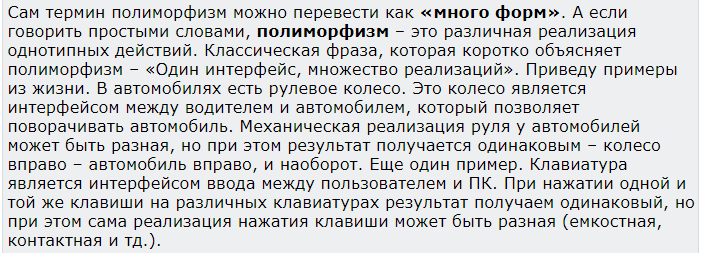 Сам термин полиморфизм можно перевести как «много форм». А если
говорить простыми словами, полиморфизм – это различная реализация
однотипных действий. Классическая фраза, которая коротко объясняет
полиморфизм – «Один интерфейс, множество реализаций». Приведу примеры
из жизни. В автомобилях есть рулевое колесо. Это колесо является
интерфейсом между водителем и автомобилем, который позволяет
поворачивать автомобиль. Механическая реализация руля у автомобилей
может быть разная, но при этом результат получается одинаковым – колесо
вправо – автомобиль вправо, и наоборот. Еще один пример. Клавиатура
является интерфейсом ввода между пользователем и ПК. При нажатии одной и
той же клавиши на различных клавиатурах результат получаем одинаковый, но
при этом сама реализация нажатия клавиши может быть разная (емкостная,
контактная и тд.).